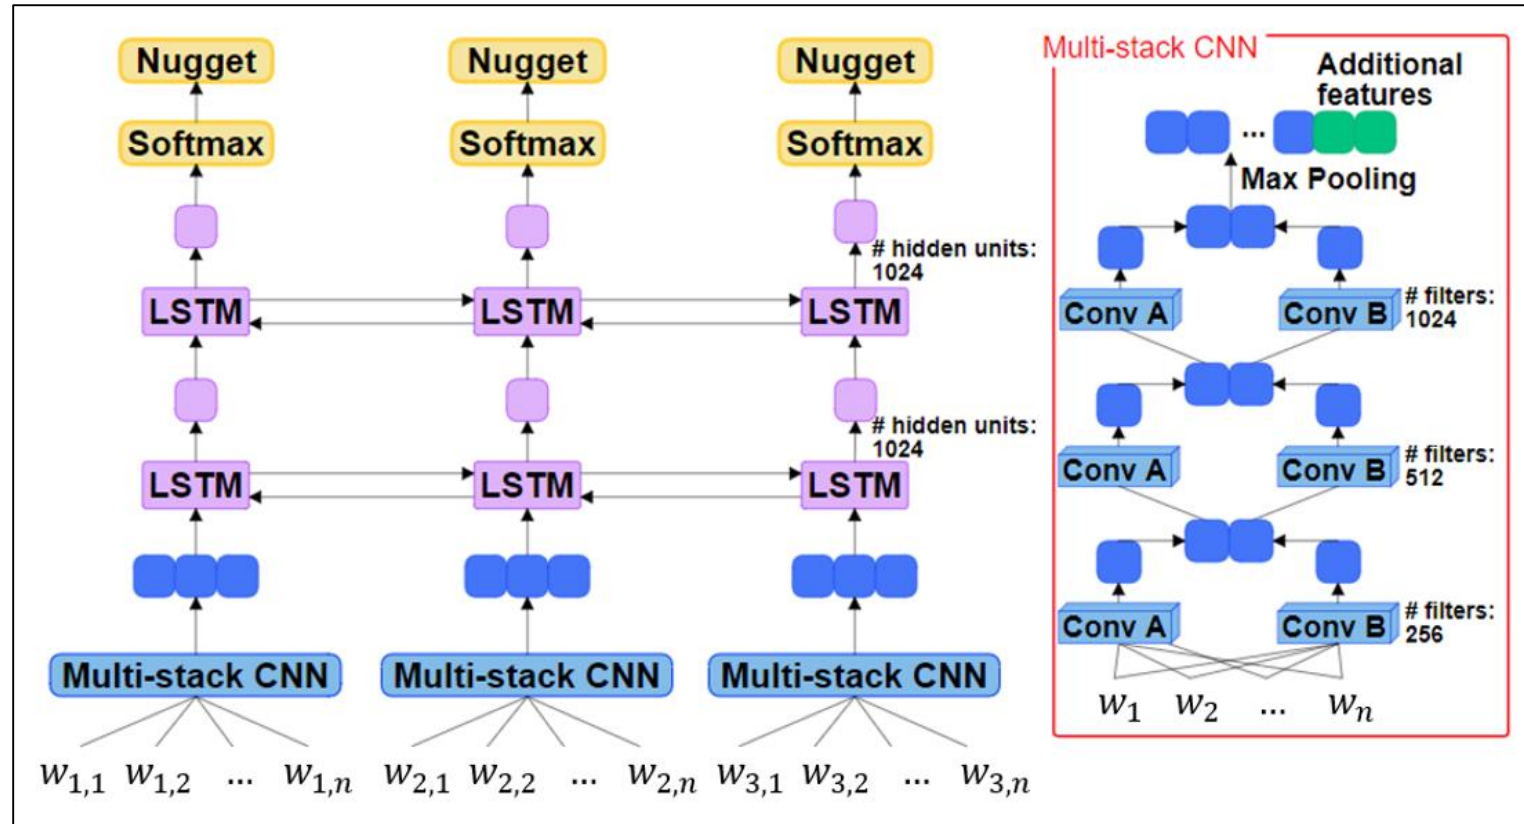 Nugget Nugget Nugget
Softmax Softmax Softmax
# hidden units:
1024
LSTM LSTM LSTM
# hidden units:
1024
LSTM LSTM LSTM
Multi-stack CNN Multi-stack CNN Multi-stack CNN
w1,1 w1,2 ... w1,n w2,1 w2,2 ... w2,n w3,1 w3,2 ... w3,n
Multi-stack CNN
Additional
features
...
Max Pooling
Conv A Conv B # filters:
1024
Conv A Conv B # filters:
512
Conv A Conv B # filters:
256
w1 w2 ... wn